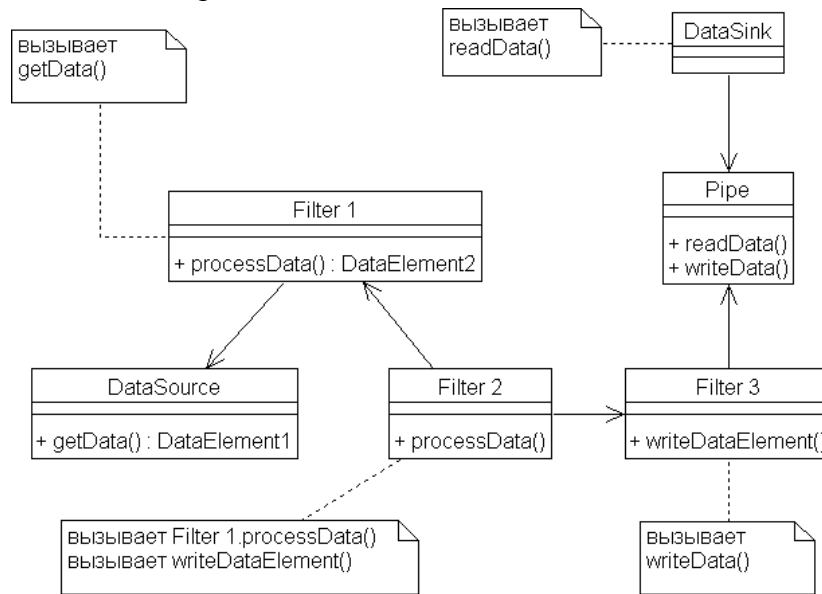 вызывает
getData()
вызывает
readData()
DataSink
Filter 1
+ processData() : DataElement2
Pipe
+ readData()
+ writeData()
DataSource
+ getData() : DataElement1
Filter 2
+ processData()
Filter 3
+ writeDataElement()
вызывает Filter 1.processData()
вызывает writeDataElement()
вызывает
writeData()